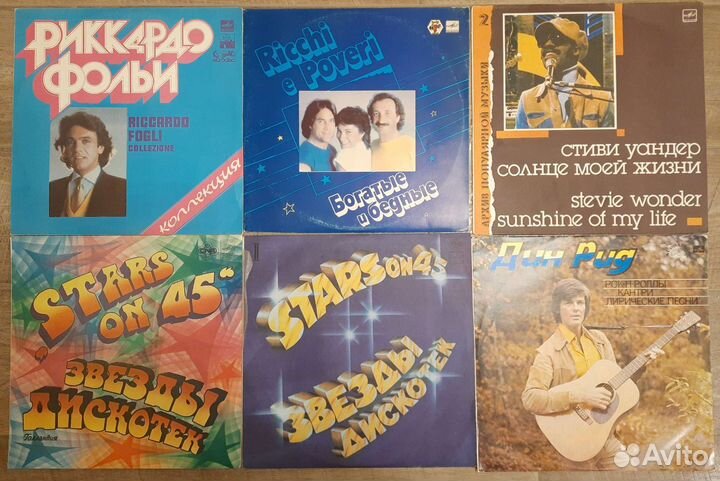 РИККАРДО
ФОЛЬИ
RICCARDO
FOGLI
COLLEZIONE
КОЛЛЕКЦИЯ
Ricchi
e Poveri
Богатые
и бедные
2
АРХИВ ПОПУЛЯРНОЙ МУЗЫКИ
стиви уандер
солнце моей жизни
stevie wonder
sunshine of my life
STARS
ON 45
ЗВЕЗДЫ
ДИСКОТЕК
Голландия
II
STARS ON 45
ЗВЕЗДЫ
ДИСКОТЕК
Дин Рид
РОК-Н-РОЛЛЫ
КАНТРИ
ЛИРИЧЕСКИЕ ПЕСНИ
Avito